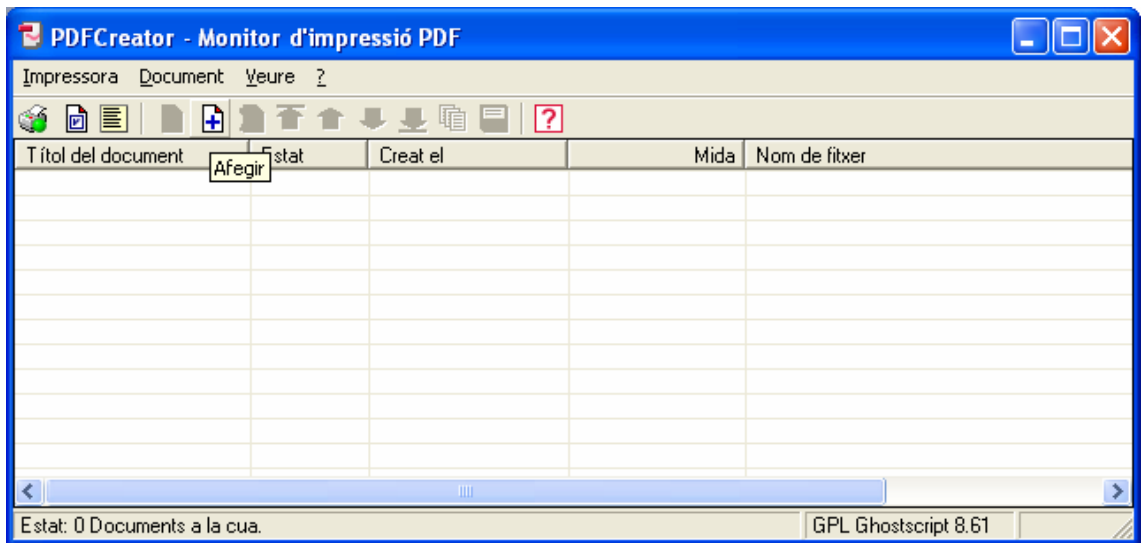 PDFCreator - Monitor d'impressió PDF
Impressora Document Veure ?
Títol del document Estat Creat el Mida Nom de fitxer
Afegir
Estat: 0 Documents a la cua. GPL Ghostscript 8.61